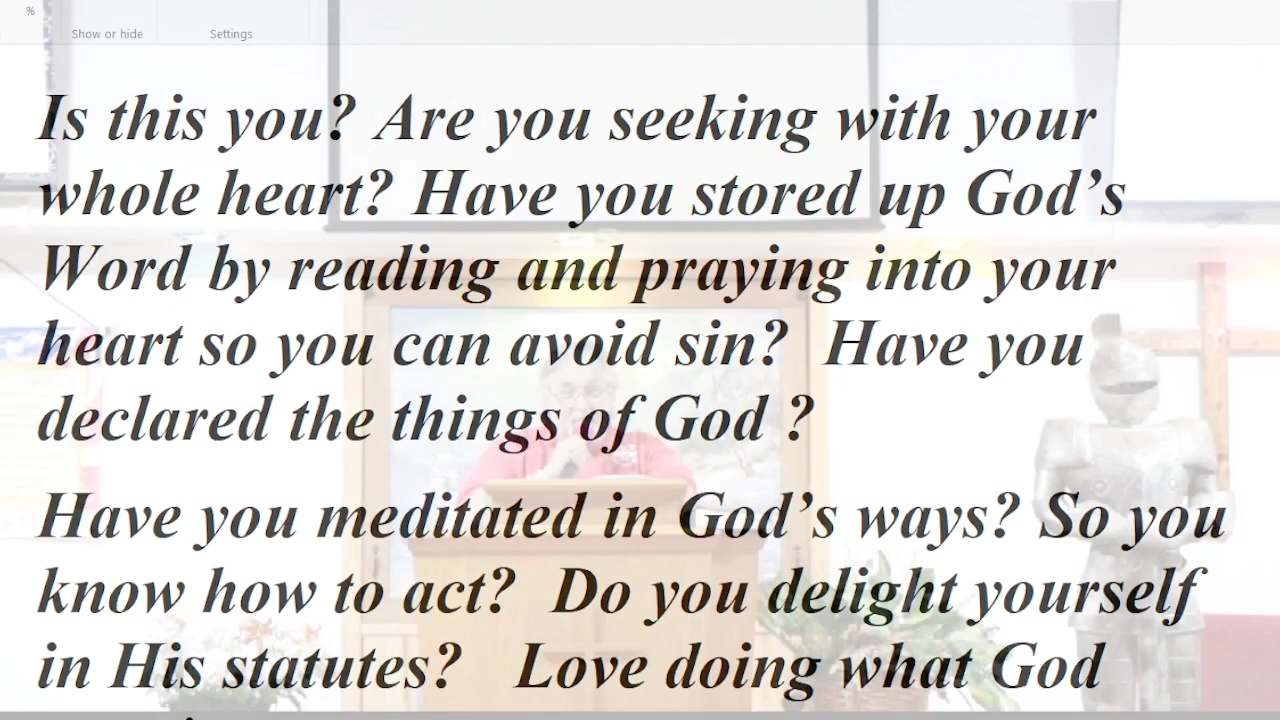 %
Show or hide
Settings
Is this you? Are you seeking with your
whole heart? Have you stored up God’s
Word by reading and praying into your
heart so you can avoid sin? Have you
declared the things of God ?
Have you meditated in God’s ways? So you
know how to act? Do you delight yourself
in His statutes? Love doing what God